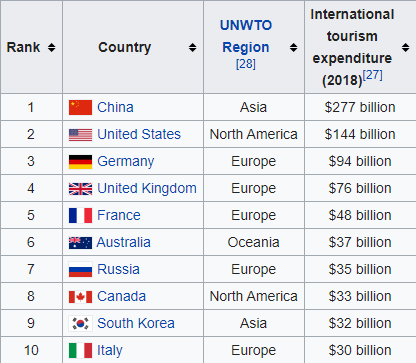 Rank Country UNWTO Region [28] International tourism expenditure (2018)[27]
1 China Asia $277 billion
2 United States North America $144 billion
3 Germany Europe $94 billion
4 United Kingdom Europe $76 billion
5 France Europe $48 billion
6 Australia Oceania $37 billion
7 Russia Europe $35 billion
8 Canada North America $33 billion
9 South Korea Asia $32 billion
10 Italy Europe $30 billion